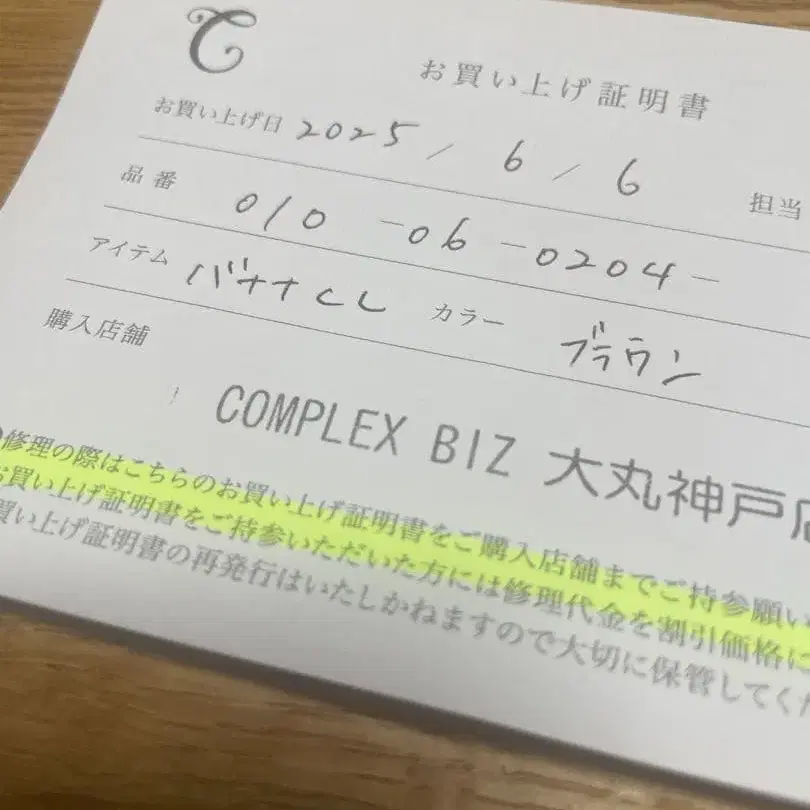 C
お買い上げ証明書
お買い上げ日 2025 / 6 / 6 担当
品番 010 -06 -0204-
アイテム バナナCL カラー ブラウン
購入店舗
COMPLEX BIZ 大丸神戸店
修理の際はこちらのお買い上げ証明書をご購入店舗までご持参願い
お買い上げ証明書をご持参いただいた方には修理代金を割引価格に
買い上げ証明書の再発行はいたしかねますので大切に保管してくだ